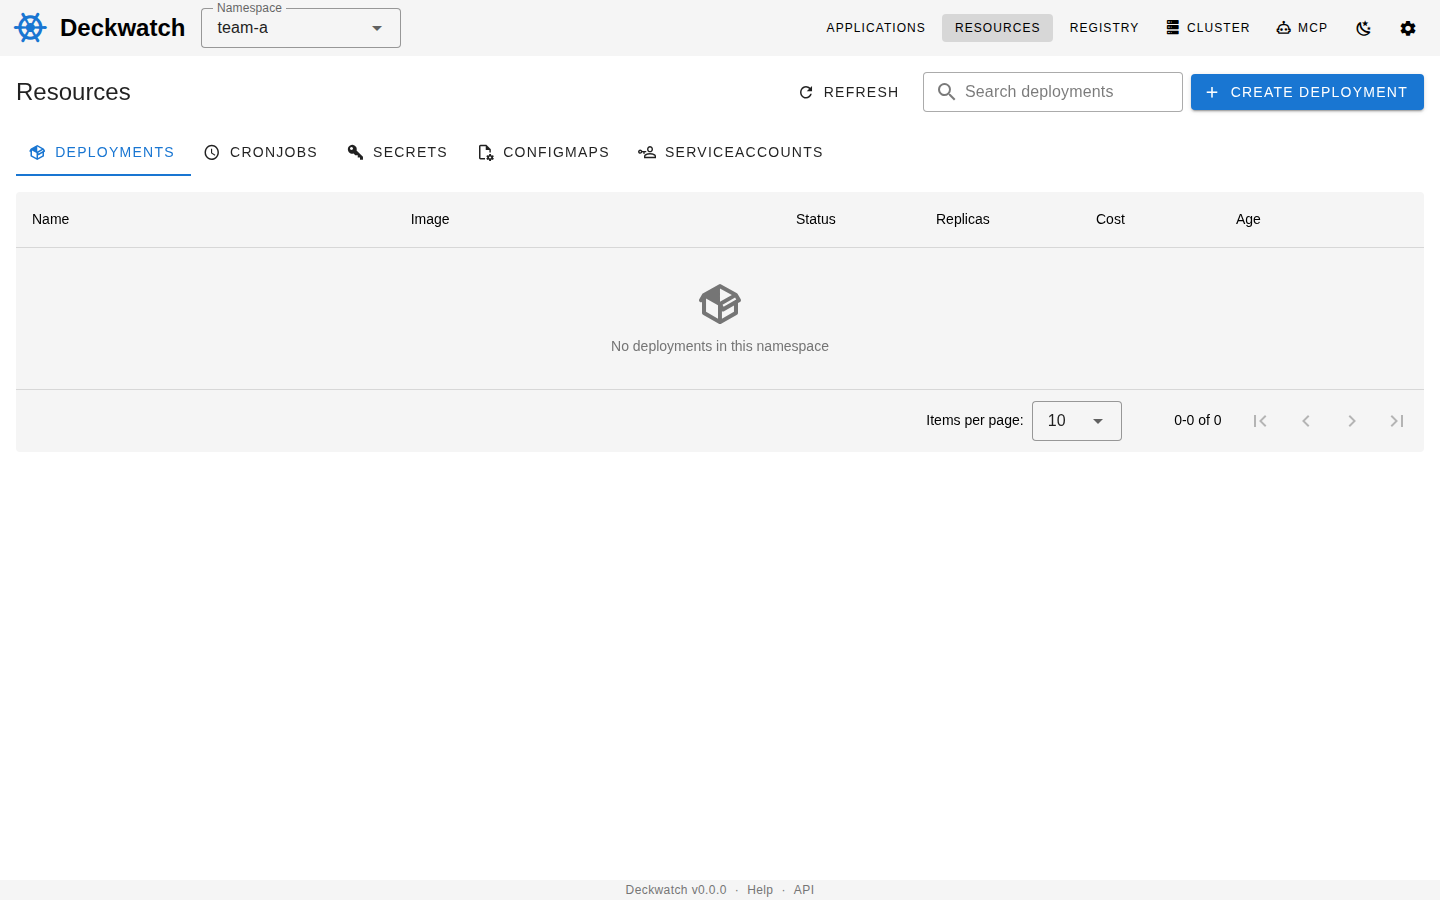 Deckwatch
Namespace
team-a
APPLICATIONS
RESOURCES
REGISTRY
CLUSTER
MCP
Resources
REFRESH
Search deployments
CREATE DEPLOYMENT
DEPLOYMENTS
CRONJOBS
SECRETS
CONFIGMAPS
SERVICEACCOUNTS
Name Image Status Replicas Cost Age
No deployments in this namespace
Items per page: 10 0-0 of 0
Deckwatch v0.0.0 · Help · API